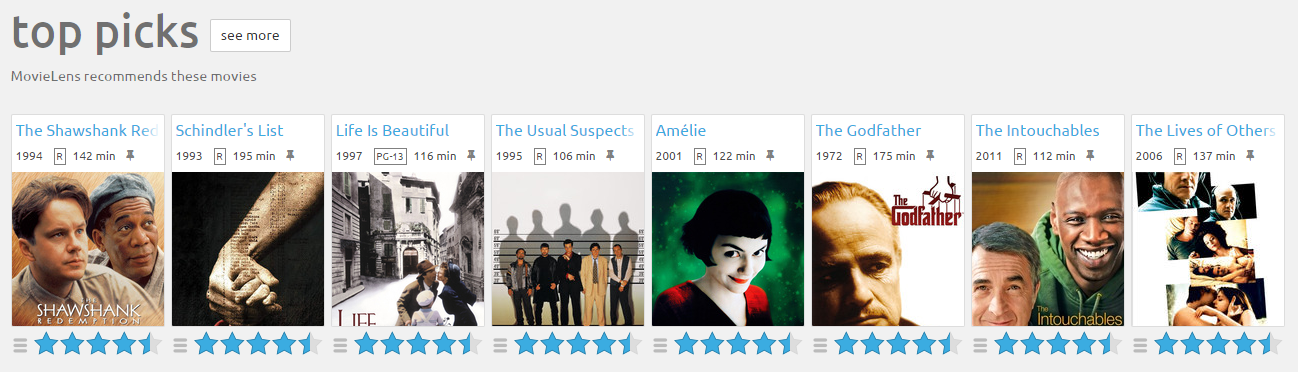 top picks
see more
MovieLens recommends these movies
The Shawshank Red
1994 R 142 min
THE
SHAWSHANK
REDEMPTION
Schindler's List
1993 R 195 min
Life Is Beautiful
1997 PG-13 116 min
LIFE
The Usual Suspects
1995 R 106 min
Amélie
2001 R 122 min
The Godfather
1972 R 175 min
The
Godfather
The Intouchables
2011 R 112 min
The
Intouchables
The Lives of Others
2006 R 137 min